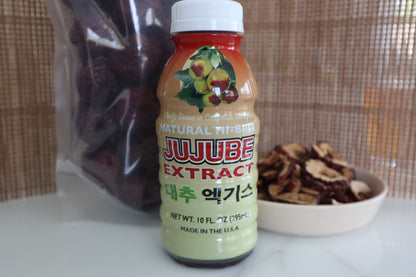 NATURAL HI-BRIX
JUJUBE
EXTRACT
대추 엑기스
NET WT. 10 FL. OZ (295mL)
MADE IN THE U.S.A.